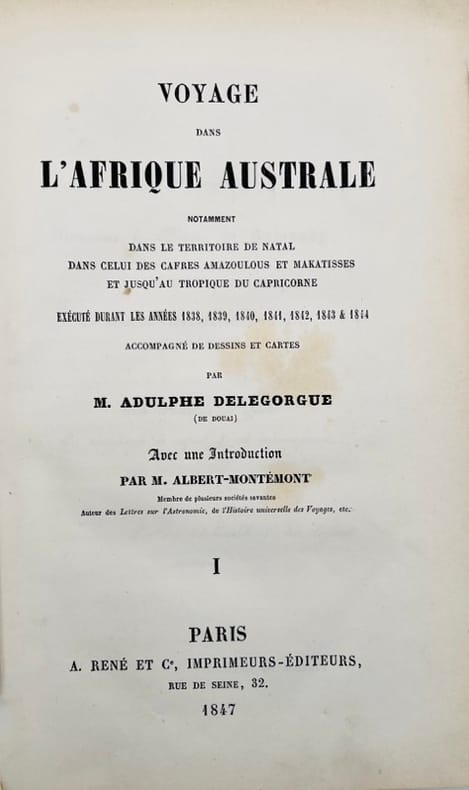 VOYAGE
DANS
L'AFRIQUE AUSTRALE
NOTAMMENT
DANS LE TERRITOIRE DE NATAL
DANS CELUI DES CAFRES AMAZOULOUS ET MAKATISSES
ET JUSQU'AU TROPIQUE DU CAPRICORNE
EXÉCUTÉ DURANT LES ANNÉES 1838, 1839, 1840, 1841, 1842, 1843 & 1844
ACCOMPAGNÉ DE DESSINS ET CARTES
PAR
M. ADULPHE DELEGORGUE
(DE DOUAI)
Avec une Introduction
PAR M. ALBERT-MONTÉMONT
Membre de plusieurs sociétés savantes
Auteur des Lettres sur l'Astronomie, de l'Histoire universelle des Voyages, etc.
I
PARIS
A. RENÉ ET Ce, IMPRIMEURS-ÉDITEURS,
RUE DE SEINE, 32.
1847